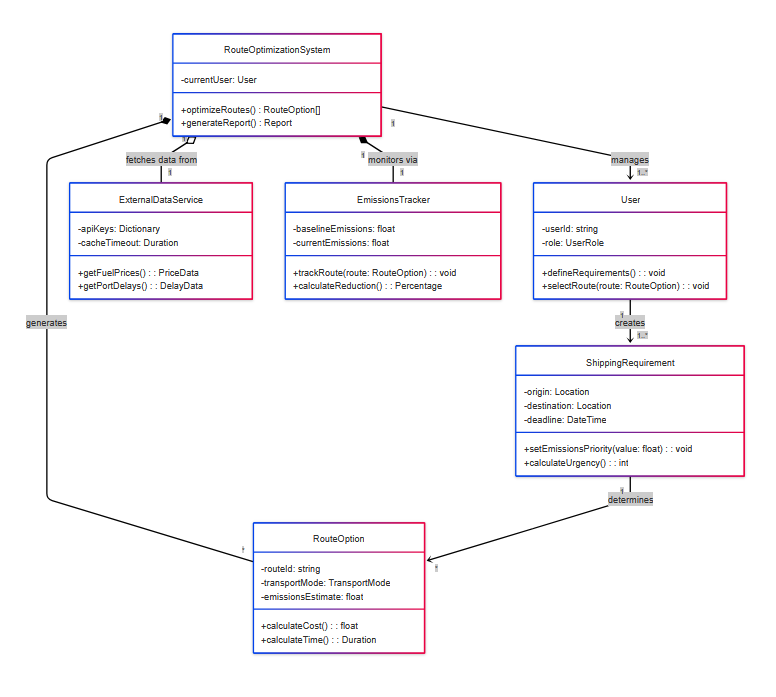 RouteOptimizationSystem
-currentUser: User
+optimizeRoutes() : RouteOption[]
+generateReport() : Report
1
1
1
1
fetches data from
monitors via
manages
1
1
1..*
ExternalDataService
-apiKeys: Dictionary
-cacheTimeout: Duration
+getFuelPrices() : : PriceData
+getPortDelays() : : DelayData
EmissionsTracker
-baselineEmissions: float
-currentEmissions: float
+trackRoute(route: RouteOption) : : void
+calculateReduction() : : Percentage
User
-userId: string
-role: UserRole
+defineRequirements() : : void
+selectRoute(route: RouteOption) : : void
generates
1
creates
1..*
ShippingRequirement
-origin: Location
-destination: Location
-deadline: DateTime
+setEmissionsPriority(value: float) : : void
+calculateUrgency() : : int
1
determines
*
*
RouteOption
-routeId: string
-transportMode: TransportMode
-emissionsEstimate: float
+calculateCost() : : float
+calculateTime() : : Duration